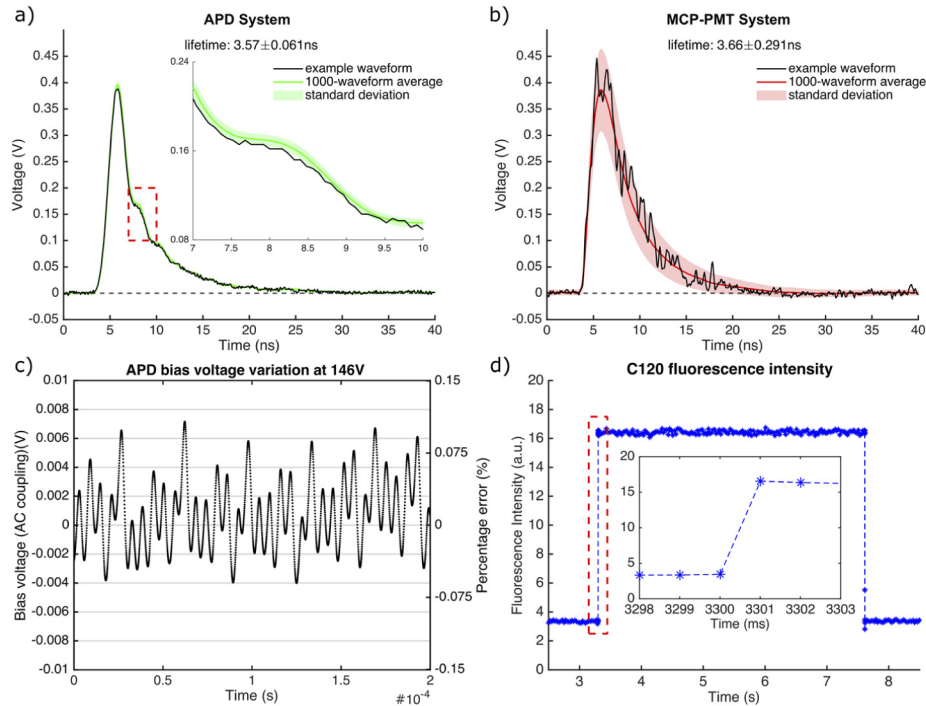 a)
APD System
lifetime: 3.57±0.061ns
example waveform
1000-waveform average
standard deviation
Voltage (V)
0.45
0.4
0.35
0.3
0.25
0.2
0.15
0.1
0.05
0
-0.05
0 5 10 15 20 25 30 35 40
Time (ns)
0.24
0.16
0.08
7 7.5 8 8.5 9 9.5 10
b)
MCP-PMT System
lifetime: 3.66±0.291ns
example waveform
1000-waveform average
standard deviation
Voltage (V)
0.45
0.4
0.35
0.3
0.25
0.2
0.15
0.1
0.05
0
-0.05
0 5 10 15 20 25 30 35 40
Time (ns)
c)
APD bias voltage variation at 146V
Bias voltage (AC coupling)(V)
0.01
0.008
0.006
0.004
0.002
0
-0.002
-0.004
-0.006
-0.008
-0.01
0.15
0.075
0
-0.075
-0.15
Percentage error (%)
0 0.5 1 1.5 2
Time (s)
#10-4
d)
C120 fluorescence intensity
Fluorescence Intensity (a.u.)
20
18
16
14
12
10
8
6
4
2
0
3 4 5 6 7 8
Time (s)
20
15
10
5
0
3298 3299 3300 3301 3302 3303
Time (ms)